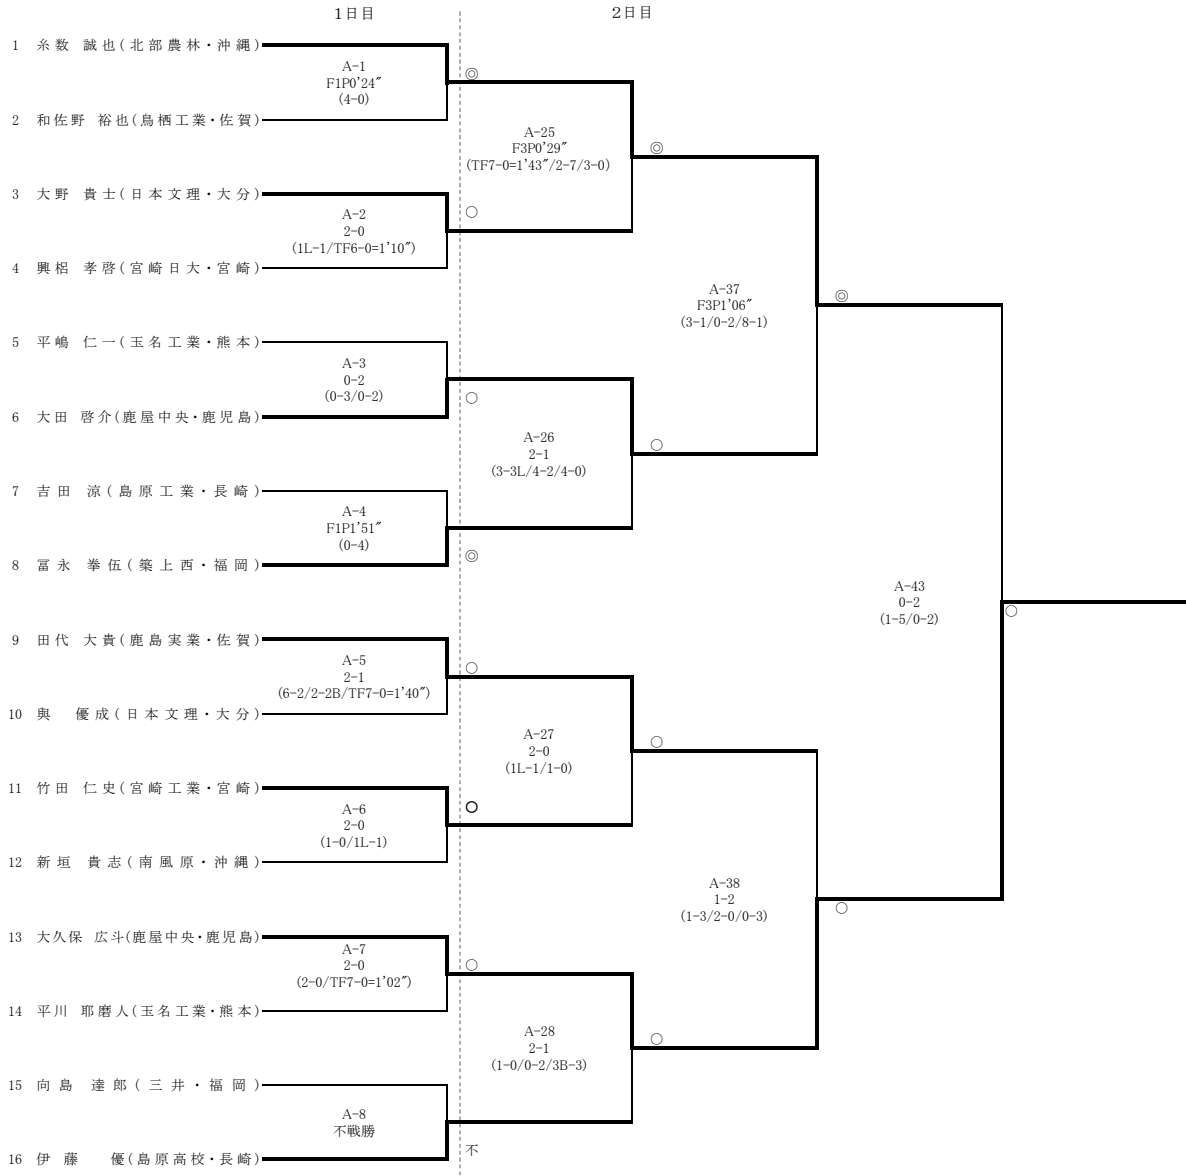 1日目
2日目
1 糸数 誠也(北部農林・沖縄)
A-1
F1P0'24″
(4-0)
◎
2 和佐野 裕也(鳥栖工業・佐賀)
A-25
F3P0'29″
(TF7-0=1'43″/2-7/3-0)
◎
3 大野 貴士(日本文理・大分)
A-2
2-0
(1L-1/TF6-0=1'10″)
○
4 興梠 孝啓(宮崎日大・宮崎)
A-37
F3P1'06″
(3-1/0-2/8-1)
◎
5 平嶋 仁一(玉名工業・熊本)
A-3
0-2
(0-3/0-2)
○
6 大田 啓介(鹿屋中央・鹿児島)
A-26
2-1
(3-3L/4-2/4-0)
○
7 吉田 涼(島原工業・長崎)
A-4
F1P1'51″
(0-4)
◎
8 冨永 拳伍(築上西・福岡)
A-43
0-2
(1-5/0-2)
○
9 田代 大貴(鹿島実業・佐賀)
A-5
2-1
(6-2/2-2B/TF7-0=1'40″)
○
10 與 優成(日本文理・大分)
A-27
2-0
(1L-1/1-0)
○
11 竹田 仁史(宮崎工業・宮崎)
A-6
2-0
(1-0/1L-1)
○
12 新垣 貴志(南風原・沖縄)
A-38
1-2
(1-3/2-0/0-3)
○
13 大久保 広斗(鹿屋中央・鹿児島)
A-7
2-0
(2-0/TF7-0=1'02″)
○
14 平川 耶磨人(玉名工業・熊本)
A-28
2-1
(1-0/0-2/3B-3)
○
15 向島 達郎(三井・福岡)
A-8
不戦勝
不
16 伊藤 優(島原高校・長崎)